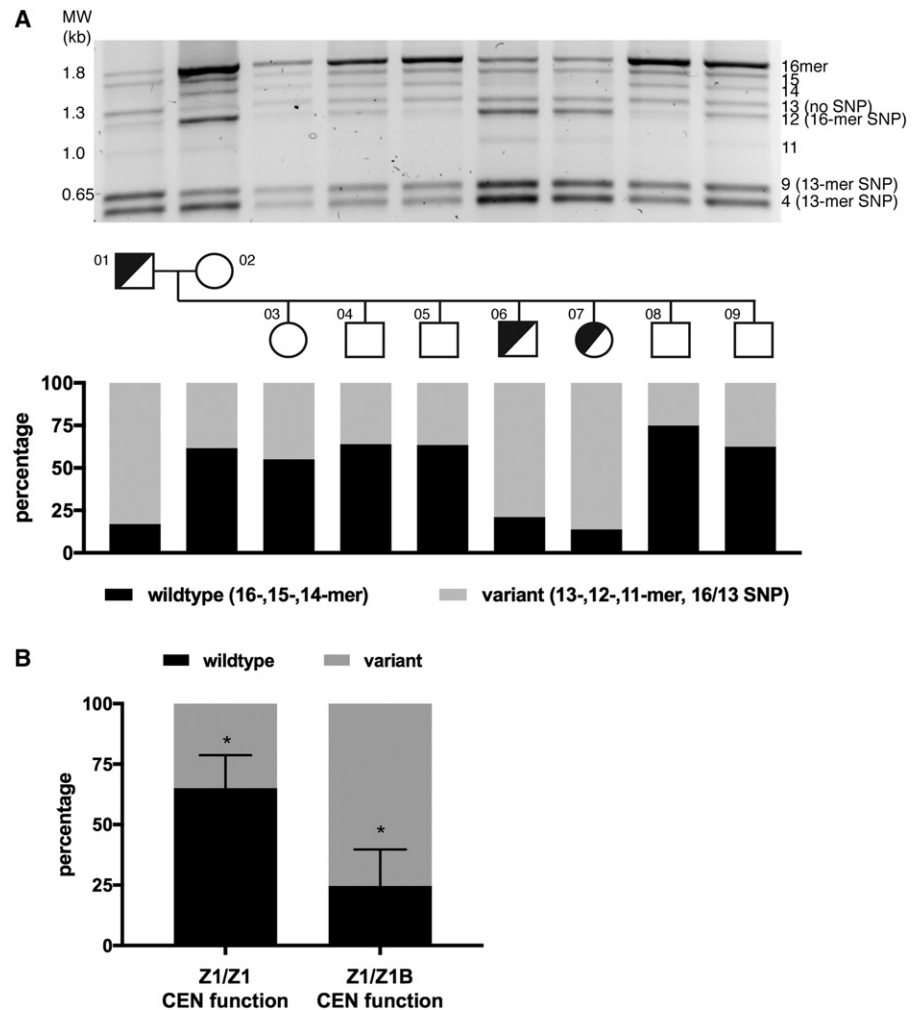 A
MW
(kb)
1.8
1.3
1.0
0.65
16mer
15
14
13 (no SNP)
12 (16-mer SNP)
11
9 (13-mer SNP)
4 (13-mer SNP)
01
02
03
04
05
06
07
08
09
percentage
100
75
50
25
0
wildtype (16-,15-,14-mer)
variant (13-,12-,11-mer, 16/13 SNP)
B
wildtype
variant
percentage
100
75
50
25
0
*
*
Z1/Z1
CEN function
Z1/Z1B
CEN function